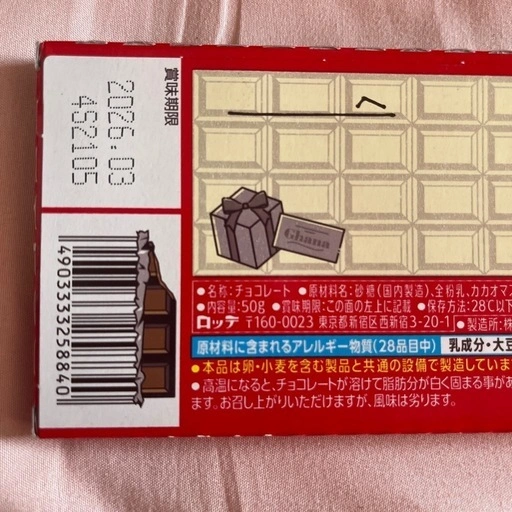 賞味期限
2026.03
4S2105
へ
Ghana
4903333258840
●名称:チョコレート ●原材料名:砂糖(国内製造)、全粉乳、カカオマ
●内容量:50g ●賞味期限:この面の左上に記載 ●保存方法:28℃以
ロッテ 〒160-0023 東京都新宿区西新宿3-20-1 ●製造所:株
原材料に含まれるアレルギー物質(28品目中) 乳成分・大豆
●本品は卵・小麦を含む製品と共通の設備で製造していま
●高温になると、チョコレートが溶けて脂肪分が白く固まる事があ
ます。お召し上がりいただけますが、風味は劣ります。